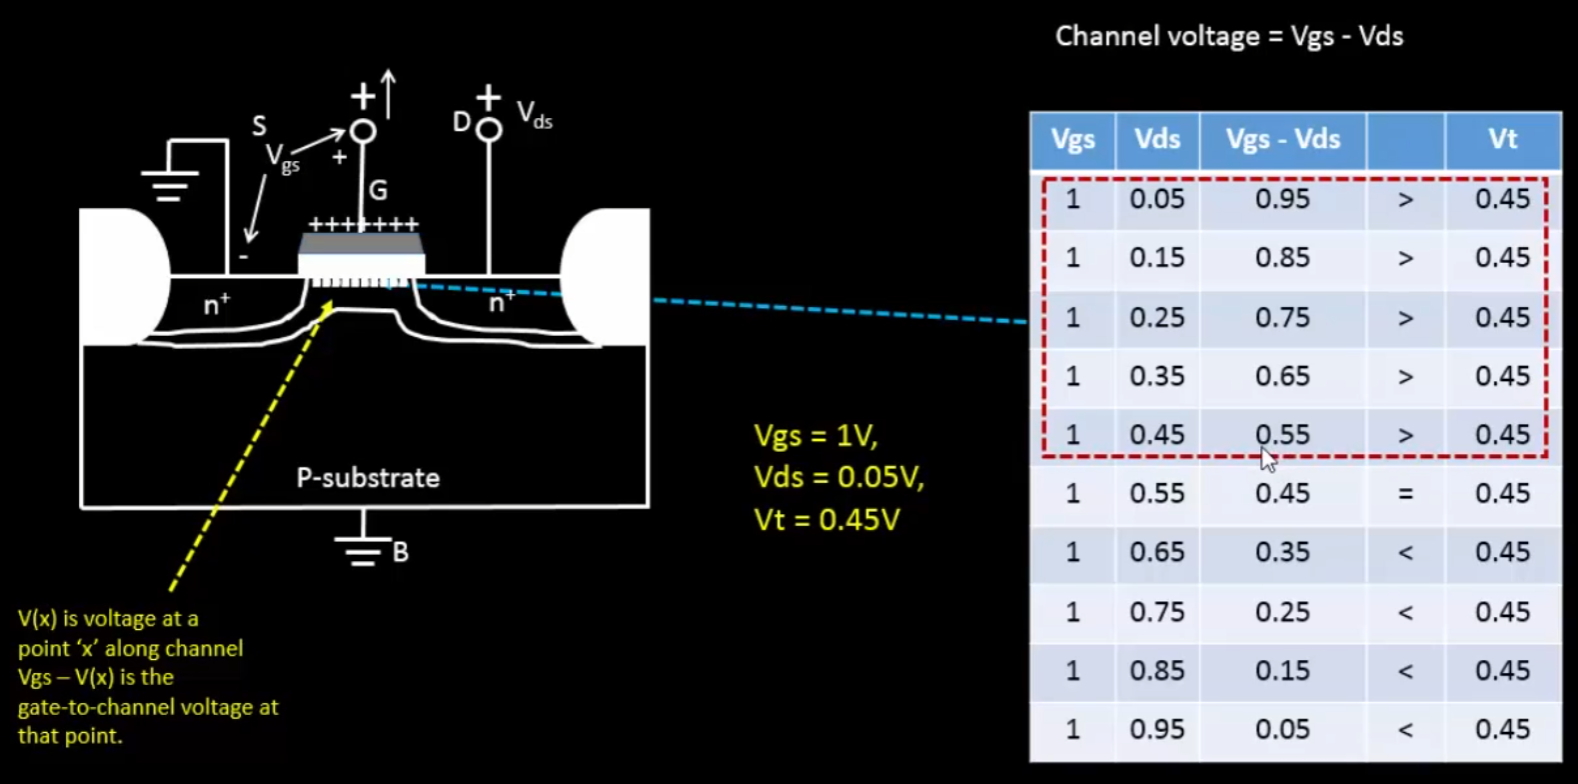 Channel voltage = Vgs - Vds
+
+
S
D
Vds
Vgs
+
G
+++++++
-
n+
n+
P-substrate
B
Vgs = 1V,
Vds = 0.05V,
Vt = 0.45V
V(x) is voltage at a
point ‘x’ along channel
Vgs – V(x) is the
gate-to-channel voltage at
that point.
Vgs Vds Vgs - Vds Vt
1 0.05 0.95 > 0.45
1 0.15 0.85 > 0.45
1 0.25 0.75 > 0.45
1 0.35 0.65 > 0.45
1 0.45 0.55 > 0.45
1 0.55 0.45 = 0.45
1 0.65 0.35 < 0.45
1 0.75 0.25 < 0.45
1 0.85 0.15 < 0.45
1 0.95 0.05 < 0.45